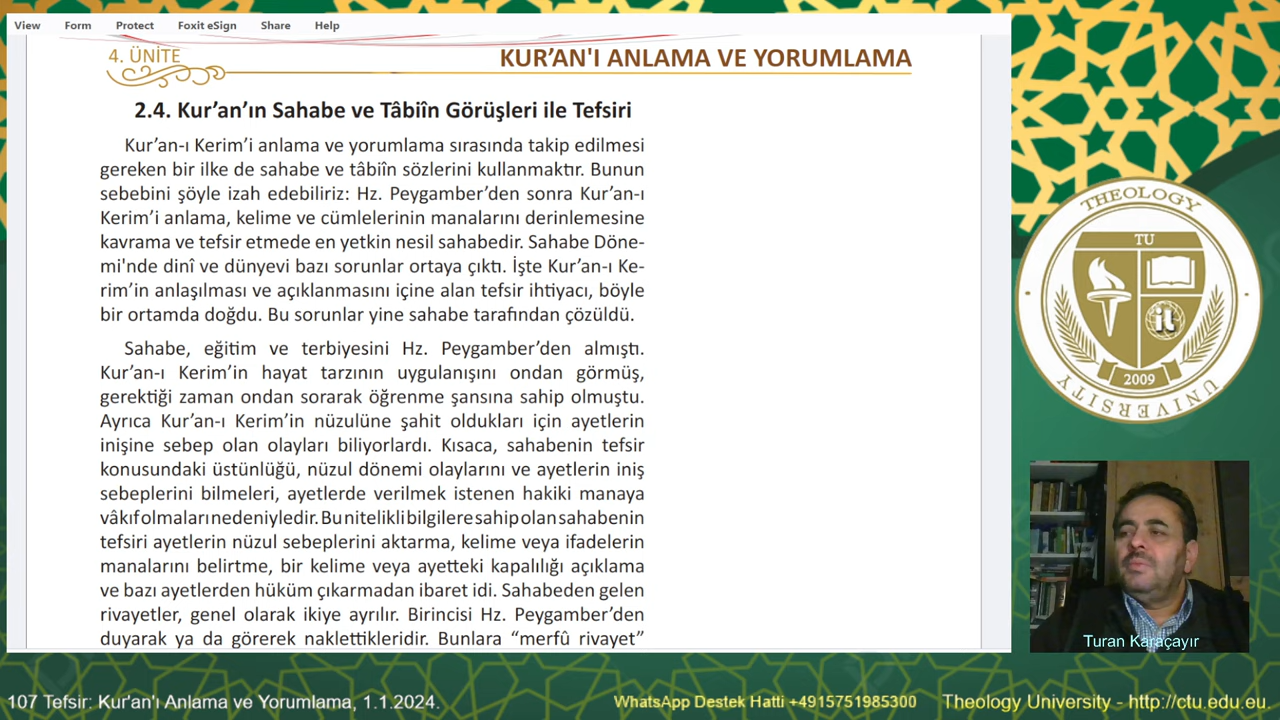 View Form Protect Foxit eSign Share Help
4. ÜNİTE
KUR’AN'I ANLAMA VE YORUMLAMA
2.4. Kur’an’ın Sahabe ve Tâbiîn Görüşleri ile Tefsiri
Kur’an-ı Kerim’i anlama ve yorumlama sırasında takip edilmesi
gereken bir ilke de sahabe ve tâbiîn sözlerini kullanmaktır. Bunun
sebebini şöyle izah edebiliriz: Hz. Peygamber’den sonra Kur’an-ı
Kerim’i anlama, kelime ve cümlelerinin manalarını derinlemesine
kavrama ve tefsir etmede en yetkin nesil sahabedir. Sahabe Döne-
mi'nde dinî ve dünyevi bazı sorunlar ortaya çıktı. İşte Kur’an-ı Ke-
rim’in anlaşılması ve açıklanmasını içine alan tefsir ihtiyacı, böyle
bir ortamda doğdu. Bu sorunlar yine sahabe tarafından çözüldü.
Sahabe, eğitim ve terbiyesini Hz. Peygamber’den almıştı.
Kur’an-ı Kerim’in hayat tarzının uygulanışını ondan görmüş,
gerektiği zaman ondan sorarak öğrenme şansına sahip olmuştu.
Ayrıca Kur’an-ı Kerim’in nüzulüne şahit oldukları için ayetlerin
inişine sebep olan olayları biliyorlardı. Kısaca, sahabenin tefsir
konusundaki üstünlüğü, nüzul dönemi olaylarını ve ayetlerin iniş
sebeplerini bilmeleri, ayetlerde verilmek istenen hakiki manaya
vâkıf olmaları nedeniyledir. Bu nitelikli bilgilere sahip olan sahabenin
tefsiri ayetlerin nüzul sebeplerini aktarma, kelime veya ifadelerin
manalarını belirtme, bir kelime veya ayetteki kapalılığı açıklama
ve bazı ayetlerden hüküm çıkarmadan ibaret idi. Sahabeden gelen
rivayetler, genel olarak ikiye ayrılır. Birincisi Hz. Peygamber’den
duyarak ya da görerek naklettikleridir. Bunlara “merfû rivayet”
THEOLOGY
TU
it
2009
UNIVERSITY
Turan Karaçayır
107 Tefsir: Kur'an'ı Anlama ve Yorumlama, 1.1.2024.
WhatsApp Destek Hatti +4915751985300
Theology University - http://ctu.edu.eu.